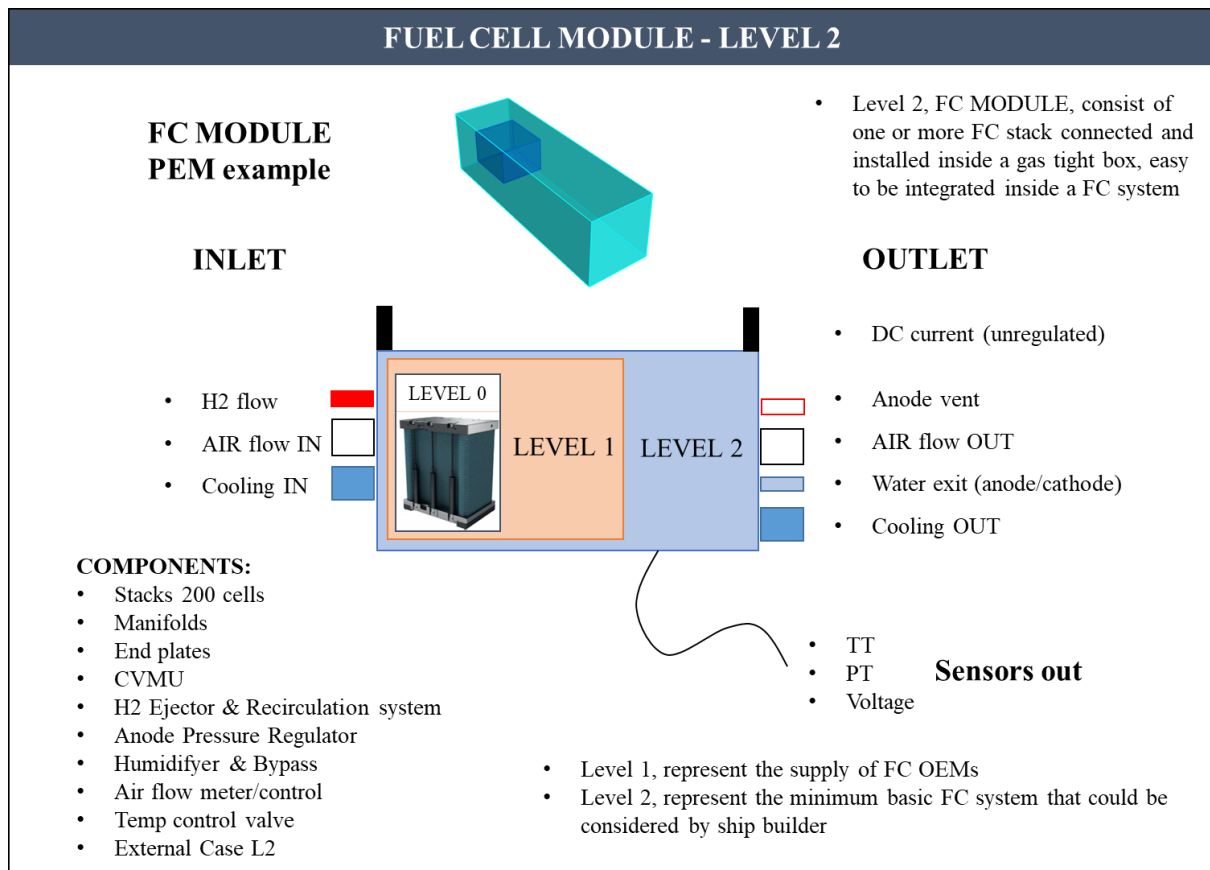 FUEL CELL MODULE - LEVEL 2
FC MODULE
PEM example
• Level 2, FC MODULE, consist of
one or more FC stack connected and
installed inside a gas tight box, easy
to be integrated inside a FC system
INLET
OUTLET
• H2 flow
• AIR flow IN
• Cooling IN
LEVEL 0
LEVEL 1
LEVEL 2
• DC current (unregulated)
• Anode vent
• AIR flow OUT
• Water exit (anode/cathode)
• Cooling OUT
COMPONENTS:
• Stacks 200 cells
• Manifolds
• End plates
• CVMU
• H2 Ejector & Recirculation system
• Anode Pressure Regulator
• Humidifyer & Bypass
• Air flow meter/control
• Temp control valve
• External Case L2
• TT
• PT
• Voltage
Sensors out
• Level 1, represent the supply of FC OEMs
• Level 2, represent the minimum basic FC system that could be
considered by ship builder